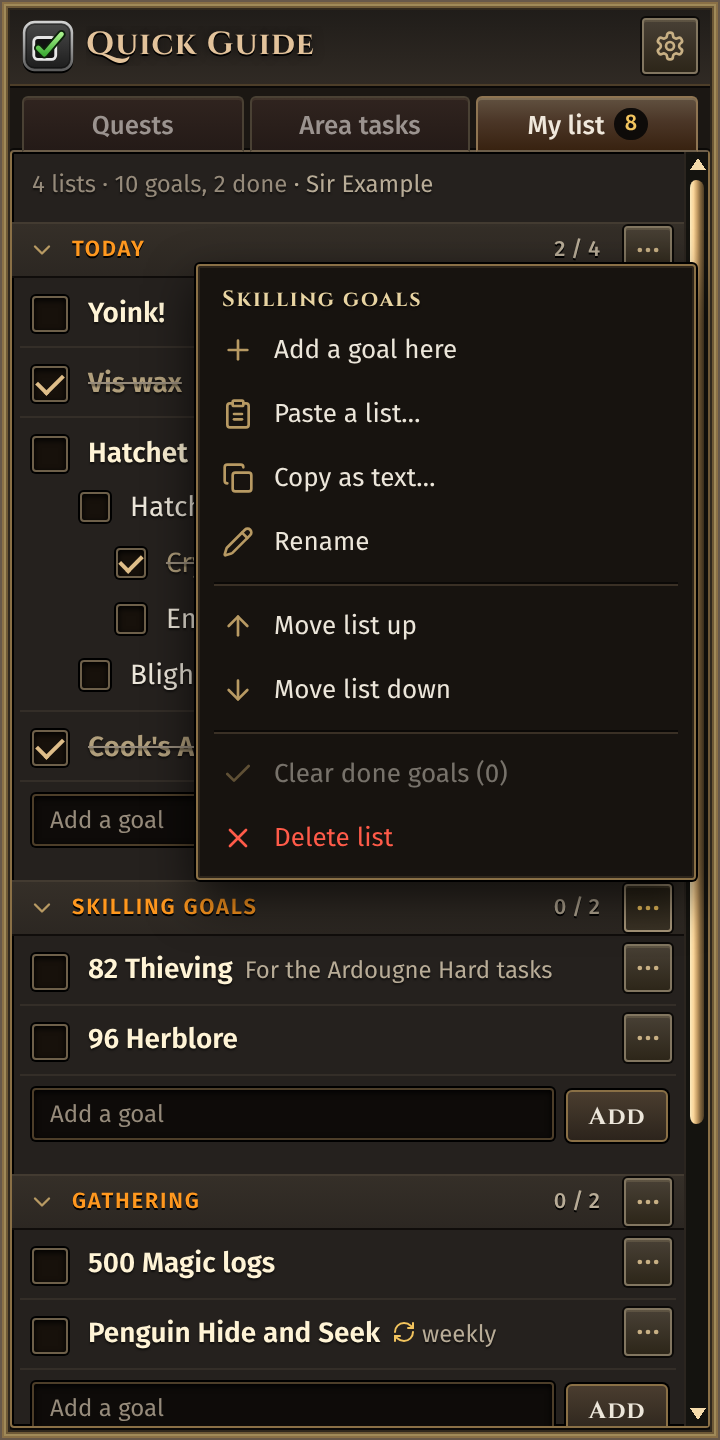 Quick Guide
Quests
Area tasks
My list 8
4 lists · 10 goals, 2 done · Sir Example
TODAY 2 / 4
Yoink!
Vis wax
Hatchet
Cook's A
Add a goal
Skilling goals
Add a goal here
Paste a list...
Copy as text...
Rename
Move list up
Move list down
Clear done goals (0)
Delete list
SKILLING GOALS 0 / 2
82 Thieving For the Ardougne Hard tasks
96 Herblore
Add a goal ADD
GATHERING 0 / 2
500 Magic logs
Penguin Hide and Seek weekly
Add a goal ADD